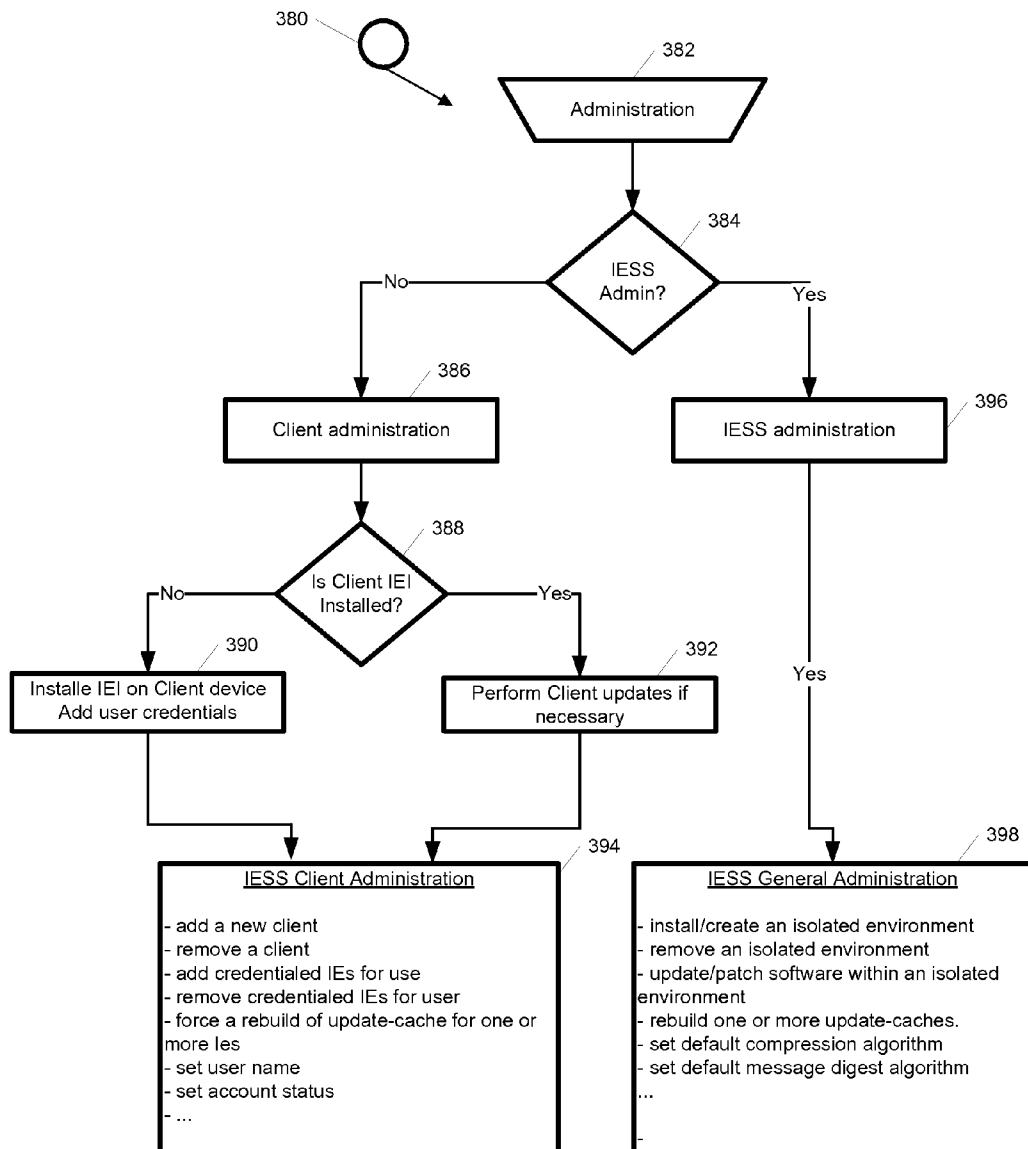 380
382
Administration
384
IESS
Admin?
No
Yes
386
Client administration
396
IESS administration
388
Is Client IEI
Installed?
No
Yes
390
Installe IEI on Client device
Add user credentials
392
Perform Client updates if
necessary
Yes
394
IESS Client Administration
- add a new client
- remove a client
- add credentialed IEs for use
- remove credentialed IEs for user
- force a rebuild of update-cache for one or
more Ies
- set user name
- set account status
- ...
398
IESS General Administration
- install/create an isolated environment
- remove an isolated environment
- update/patch software within an isolated
environment
- rebuild one or more update-caches.
- set default compression algorithm
- set default message digest algorithm
...
-